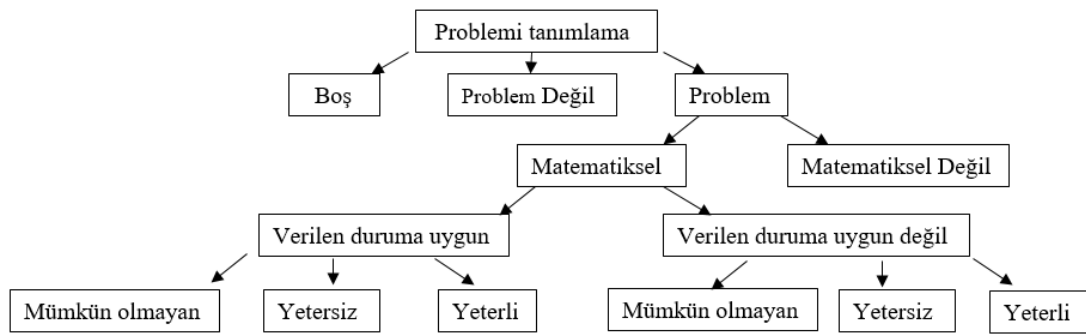 Problemi tanımlama
Boş
Problem Değil
Problem
Matematiksel
Matematiksel Değil
Verilen duruma uygun
Verilen duruma uygun değil
Mümkün olmayan
Yetersiz
Yeterli
Mümkün olmayan
Yetersiz
Yeterli